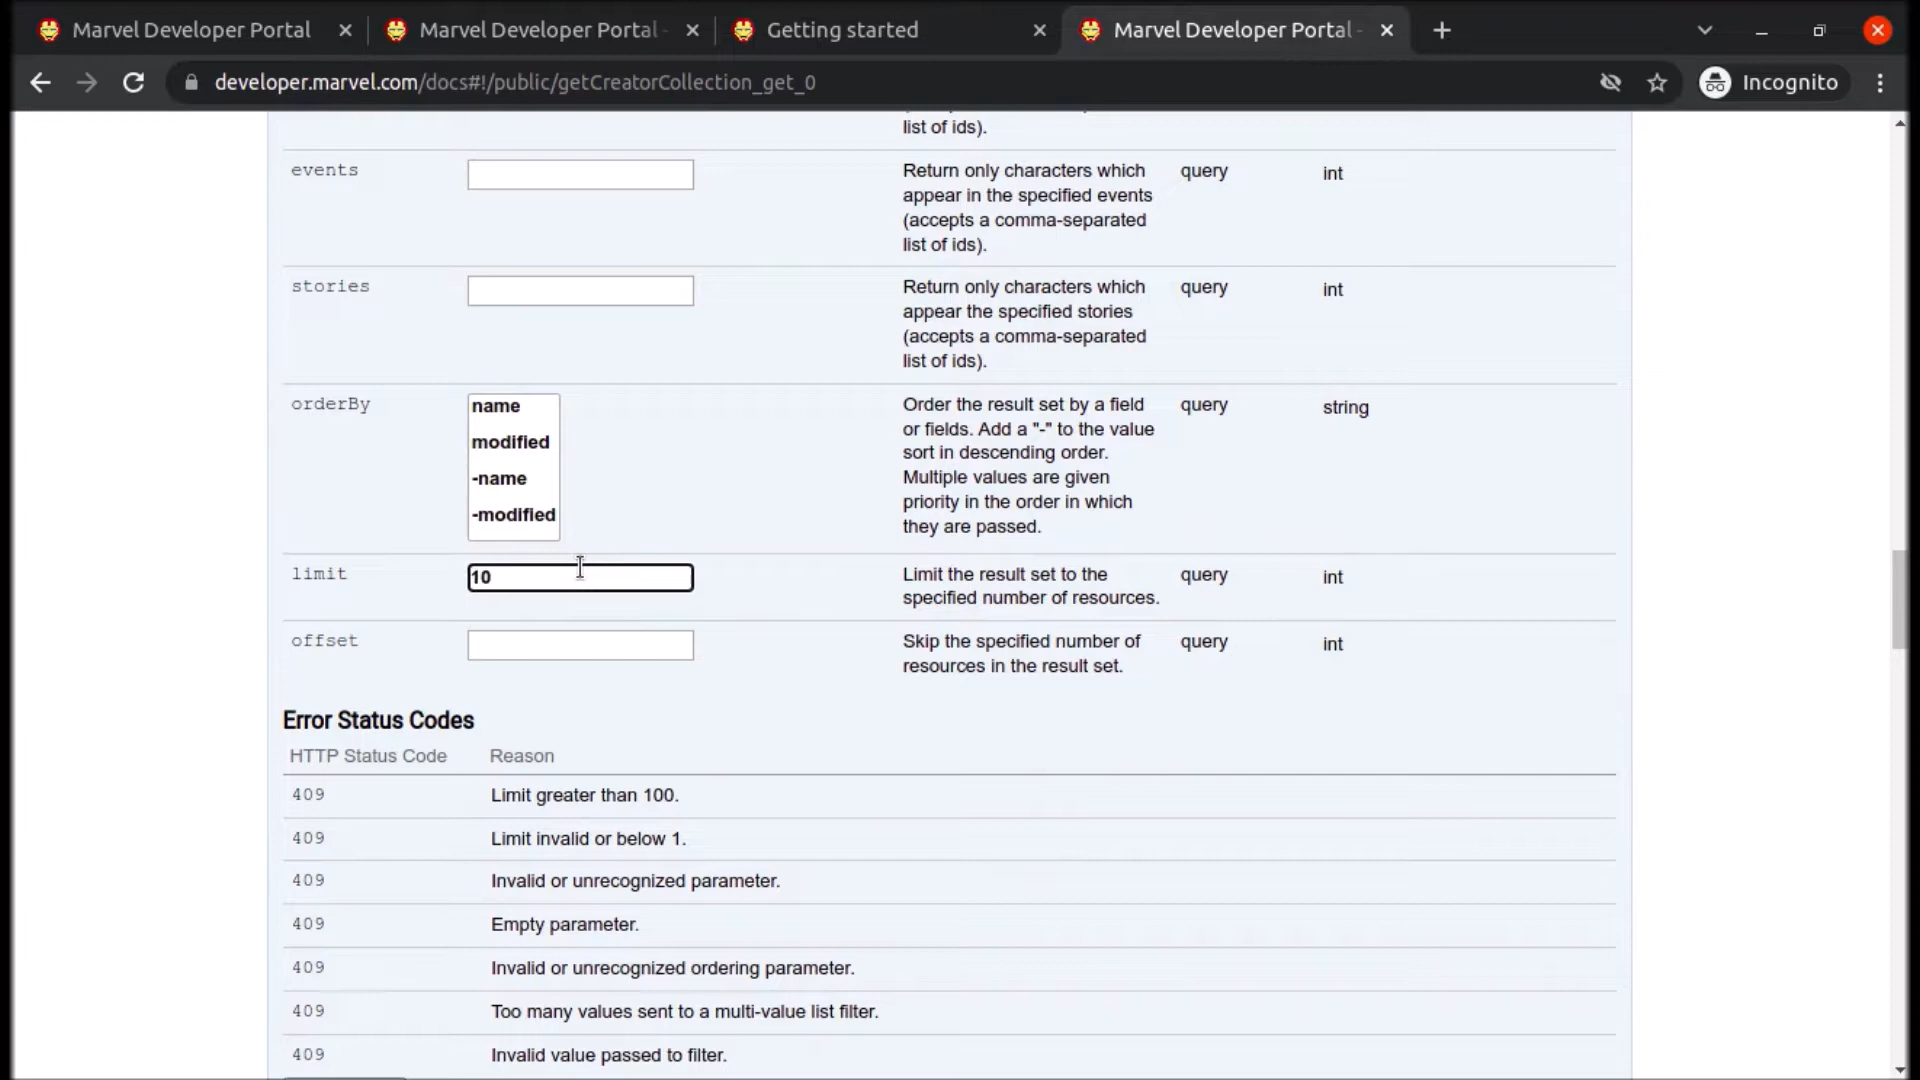 Marvel Developer Portal
Marvel Developer Portal -
Getting started
Marvel Developer Portal -
developer.marvel.com/docs#!/public/getCreatorCollection_get_0
Incognito
list of ids).
events
Return only characters which
appear in the specified events
(accepts a comma-separated
list of ids).
query
int
stories
Return only characters which
appear the specified stories
(accepts a comma-separated
list of ids).
query
int
orderBy
name
modified
-name
-modified
Order the result set by a field
or fields. Add a "-" to the value
sort in descending order.
Multiple values are given
priority in the order in which
they are passed.
query
string
limit
10
Limit the result set to the
specified number of resources.
query
int
offset
Skip the specified number of
resources in the result set.
query
int
Error Status Codes
HTTP Status Code Reason
409 Limit greater than 100.
409 Limit invalid or below 1.
409 Invalid or unrecognized parameter.
409 Empty parameter.
409 Invalid or unrecognized ordering parameter.
409 Too many values sent to a multi-value list filter.
409 Invalid value passed to filter.